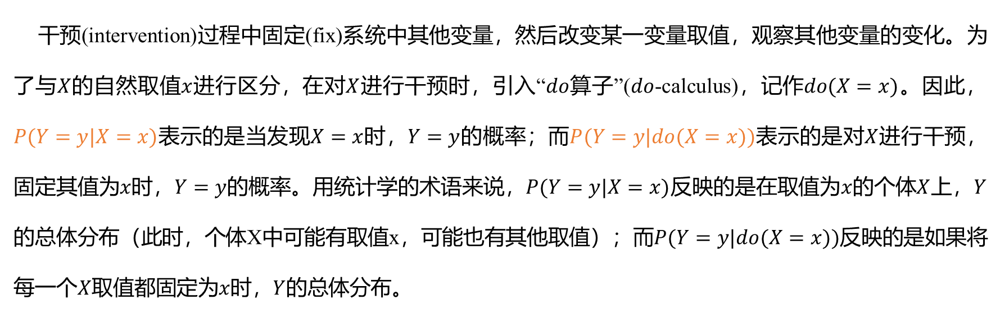 干预(intervention)过程中固定(fix)系统中其他变量，然后改变某一变量取值，观察其他变量的变化。为
了与X的自然取值x进行区分，在对X进行干预时，引入“do算子”(do-calculus)，记作do(X = x)。因此，
P(Y = y|X = x)表示的是当发现X = x时，Y = y的概率；而P(Y = y|do(X = x))表示的是对X进行干预，
固定其值为x时，Y = y的概率。用统计学的术语来说，P(Y = y|X = x)反映的是在取值为x的个体X上，Y
的总体分布（此时，个体X中可能有取值x，可能也有其他取值）；而P(Y = y|do(X = x))反映的是如果将
每一个X取值都固定为x时，Y的总体分布。